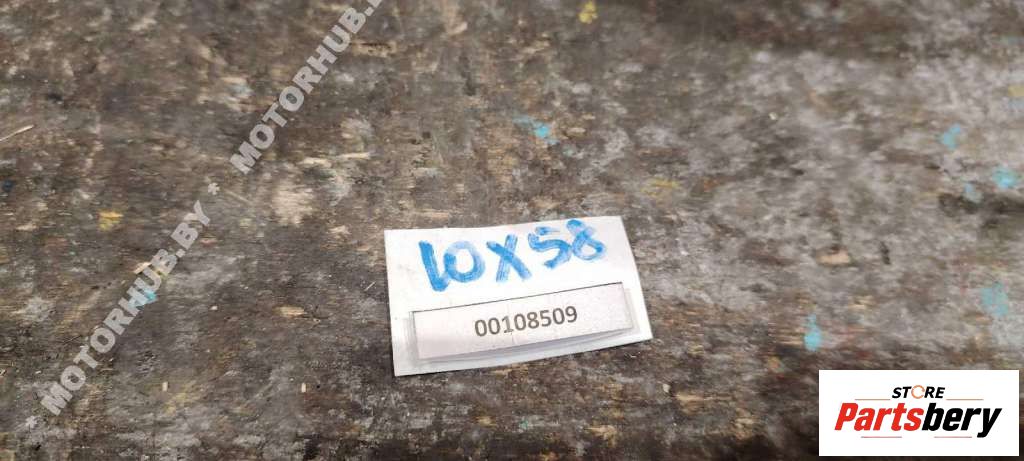 MOTORHUB.BY * MOTORHUB.BY *
10X58
00108509
STORE
Partsbery